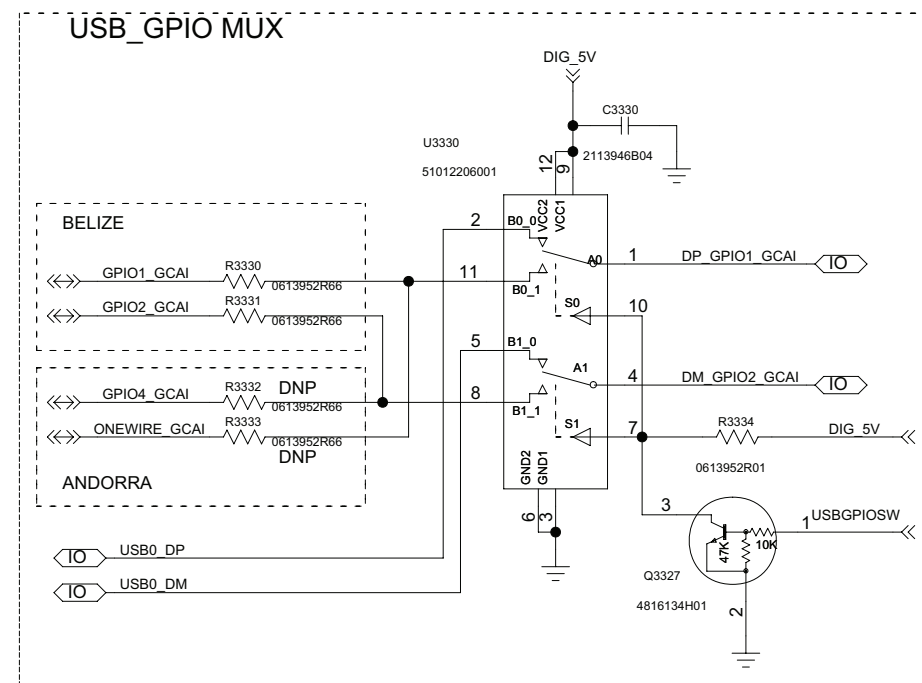 USB_GPIO MUX
DIG_5V
C3330
2113946B04
U3330
51012206001
12
9
VCC2
VCC1
BELIZE
GPIO1_GCAI
R3330
0613952R66
GPIO2_GCAI
R3331
0613952R66
2
B0_0
11
B0_1
A0
1
DP_GPIO1_GCAI
IO
S0
10
5
B1_0
8
B1_1
A1
4
DM_GPIO2_GCAI
IO
S1
7
R3334
0613952R01
DIG_5V
GPIO4_GCAI
R3332
DNP
0613952R66
ONEWIRE_GCAI
R3333
0613952R66
DNP
ANDORRA
GND2
GND1
6
3
3
USBGPIOSW
1
10K
47K
Q3327
4816134H01
2
IO
USB0_DP
IO
USB0_DM